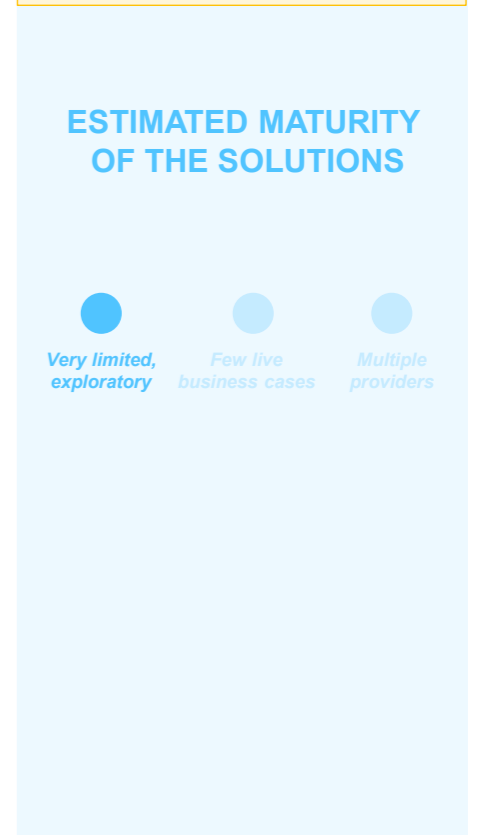 ESTIMATED MATURITY
OF THE SOLUTIONS
Very limited,
exploratory
Few live
business cases
Multiple
providers